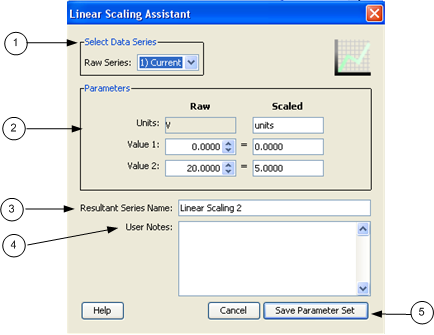 Linear Scaling Assistant
1
Select Data Series
Raw Series: 1) Current
Parameters
Raw Scaled
2
Units: V units
Value 1: 0.0000 = 0.0000
Value 2: 20.0000 = 5.0000
3
Resultant Series Name: Linear Scaling 2
4
User Notes:
Help Cancel Save Parameter Set
5